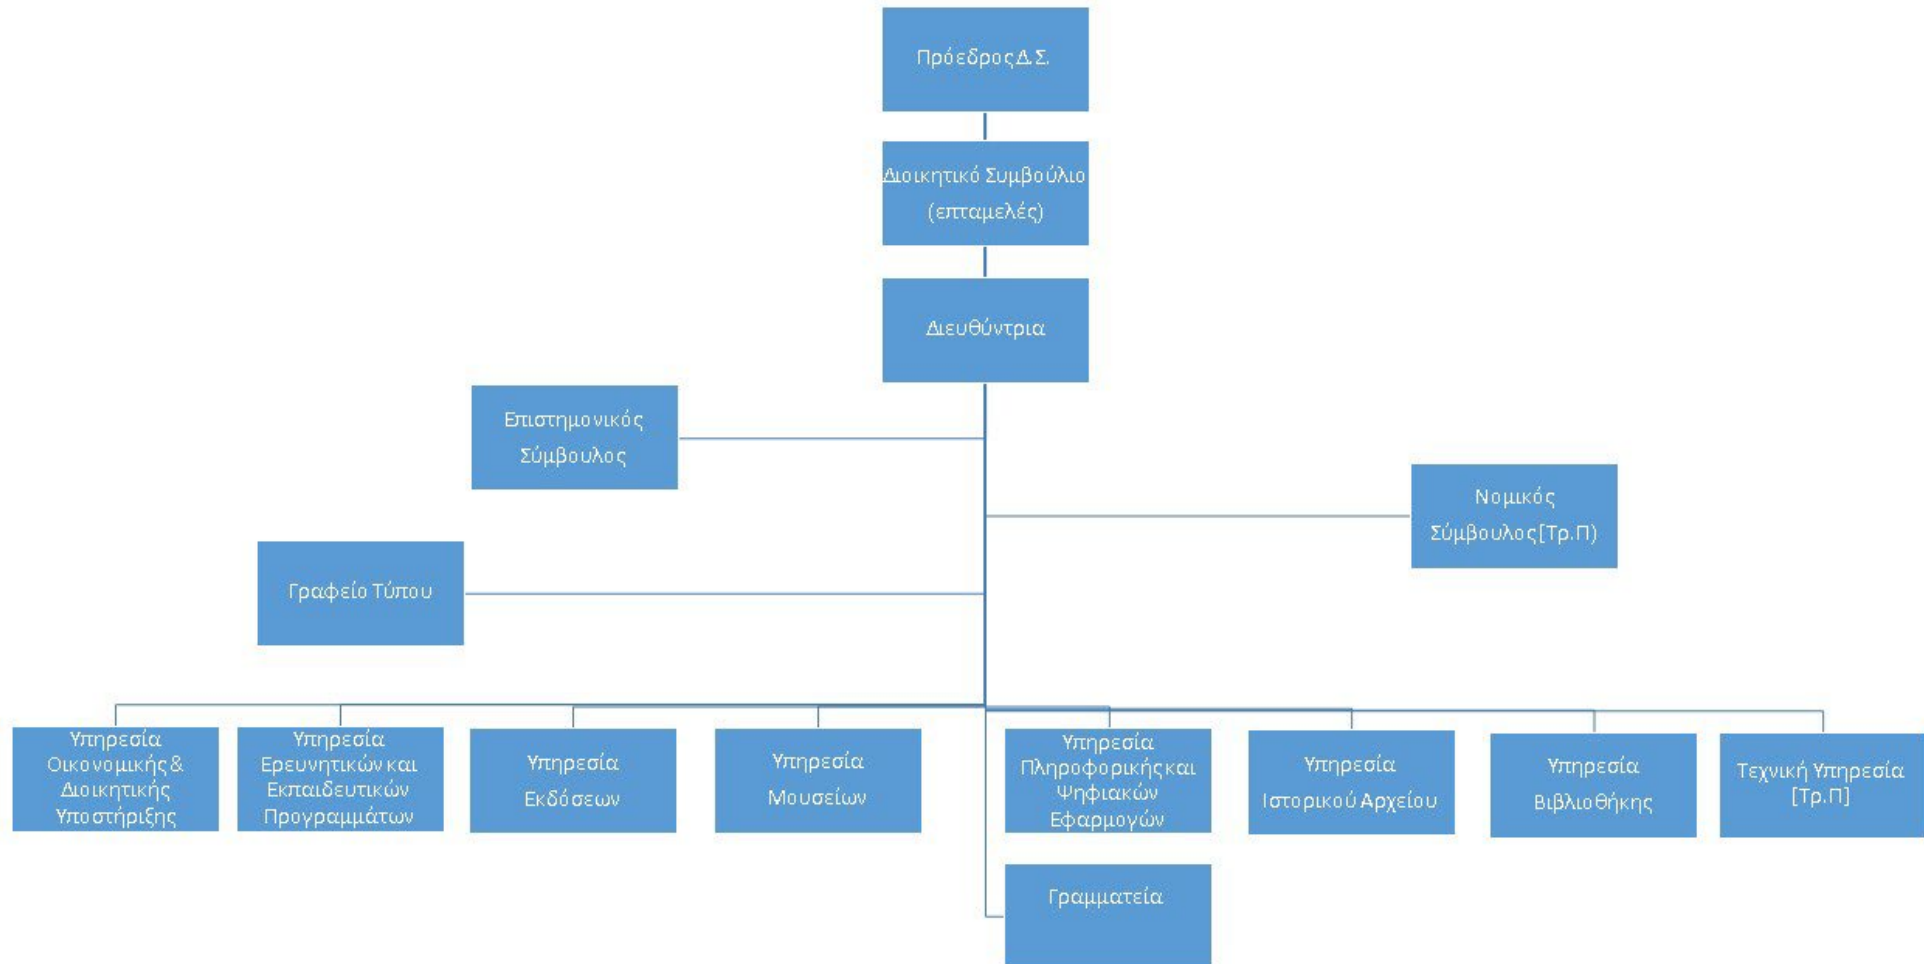 Πρόεδρος Δ.Σ.
Διοικητικό Συμβούλιο
(επταμελές)
Διευθύντρια
Επιστημονικός
Σύμβουλος
Νομικός
Σύμβουλος [Τρ.Π)
Γραφείο Τύπου
Υπηρεσία
Οικονομικής &
Διοικητικής
Υποστήριξης
Υπηρεσία
Ερευνητικών και
Εκπαιδευτικών
Προγραμμάτων
Υπηρεσία
Εκδόσεων
Υπηρεσία
Μουσείων
Υπηρεσία
Πληροφορικής και
Ψηφιακών
Εφαρμογών
Υπηρεσία
Ιστορικού Αρχείου
Υπηρεσία
Βιβλιοθήκης
Τεχνική Υπηρεσία
[Τρ.Π]
Γραμματεία